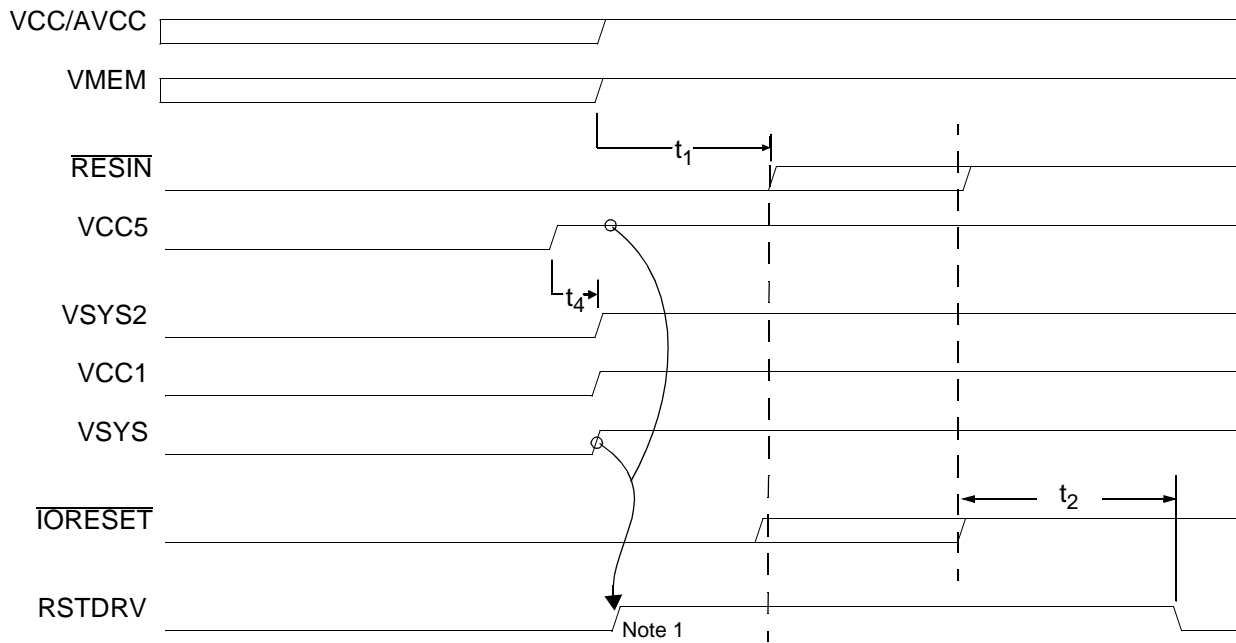 VCC/AVCC
VMEM
t1
RESIN
VCC5
t4
VSYS2
VCC1
VSYS
t2
IORESET
RSTDRV
Note 1